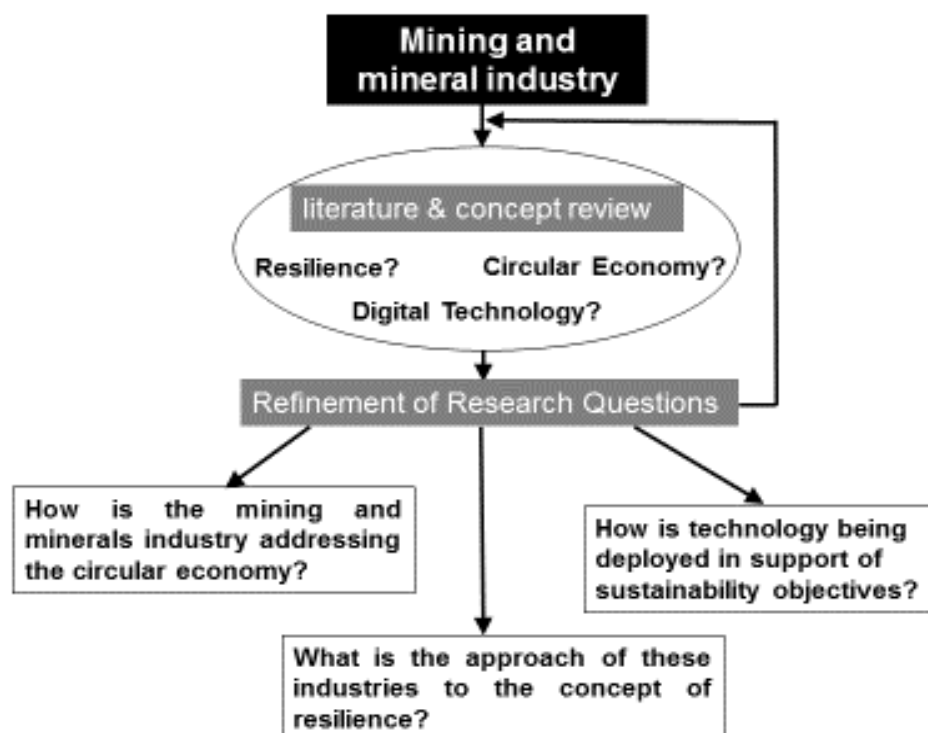 Mining and
mineral industry
literature & concept review
Resilience?
Circular Economy?
Digital Technology?
Refinement of Research Questions
How is the mining and
minerals industry addressing
the circular economy?
How is technology being
deployed in support of
sustainability objectives?
What is the approach of these
industries to the concept of
resilience?